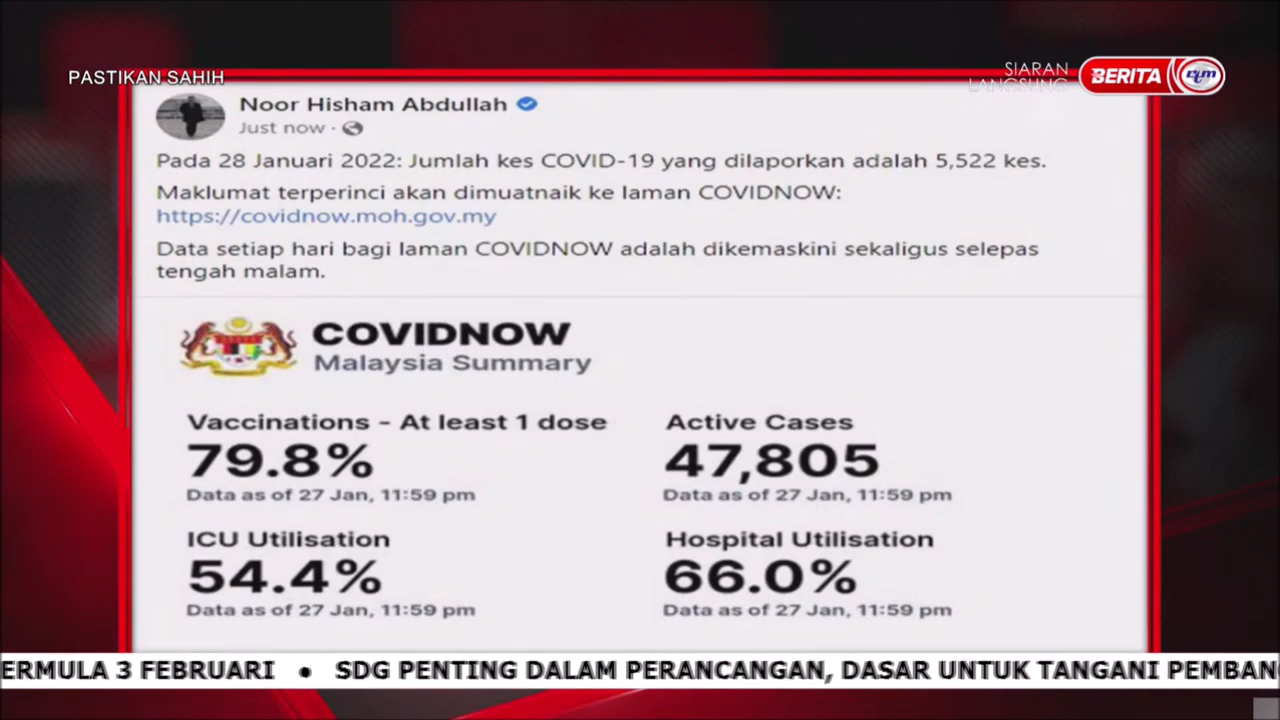 PASTIKAN SAHIH
SIARAN
LANGSUNG
BERITA rtm
Noor Hisham Abdullah
Just now ·
Pada 28 Januari 2022: Jumlah kes COVID-19 yang dilaporkan adalah 5,522 kes.
Maklumat terperinci akan dimuatnaik ke laman COVIDNOW:
https://covidnow.moh.gov.my
Data setiap hari bagi laman COVIDNOW adalah dikemaskini sekaligus selepas
tengah malam.
COVIDNOW
Malaysia Summary
Vaccinations - At least 1 dose
79.8%
Data as of 27 Jan, 11:59 pm
Active Cases
47,805
Data as of 27 Jan, 11:59 pm
ICU Utilisation
54.4%
Data as of 27 Jan, 11:59 pm
Hospital Utilisation
66.0%
Data as of 27 Jan, 11:59 pm
ERMULA 3 FEBRUARI • SDG PENTING DALAM PERANCANGAN, DASAR UNTUK TANGANI PEMBAN